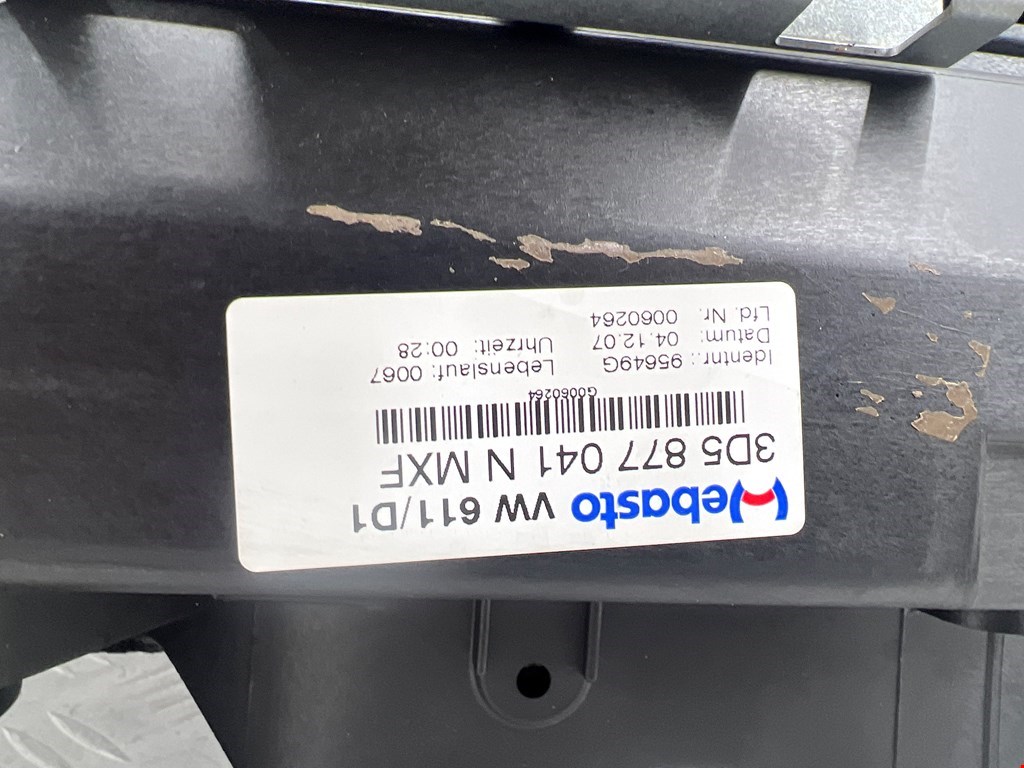 Webasto VW 611/D1
3D5 877 041 N MXF
G0060264
Identnr.: 95649G Lebenslauf: 0067
Datum: 04.12.07 Uhrzeit: 00:28
Lfd. Nr. 0060264